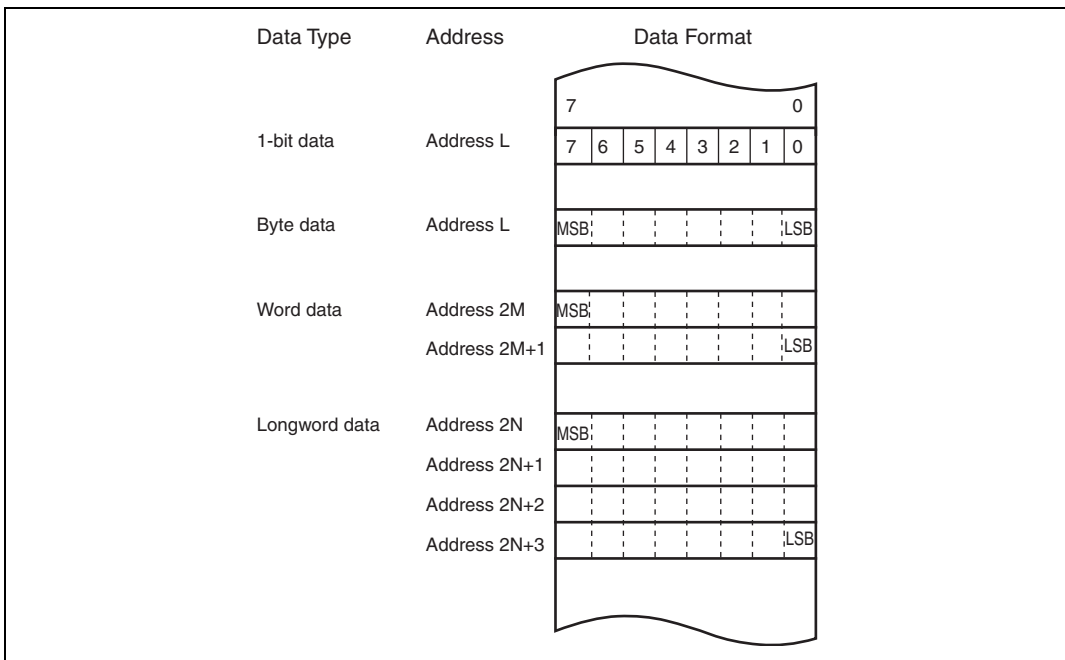 Data Type Address Data Format
7 0
1-bit data Address L 7 6 5 4 3 2 1 0
Byte data Address L MSB LSB
Word data Address 2M MSB
Address 2M+1 LSB
Longword data Address 2N MSB
Address 2N+1
Address 2N+2
Address 2N+3 LSB